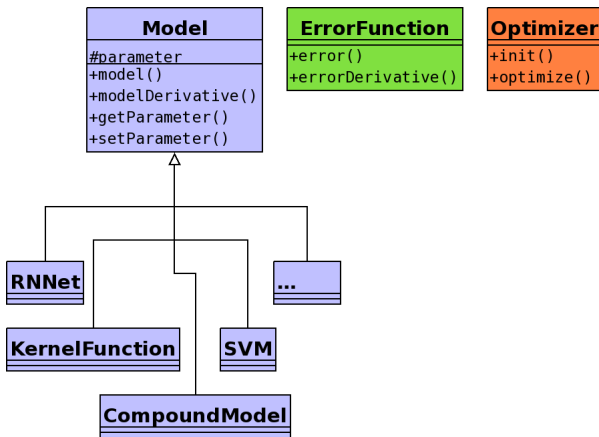 Model
#parameter
+model()
+modelDerivative()
+getParameter()
+setParameter()
ErrorFunction
+error()
+errorDerivative()
Optimizer
+init()
+optimize()
RNNet
...
KernelFunction
SVM
CompoundModel